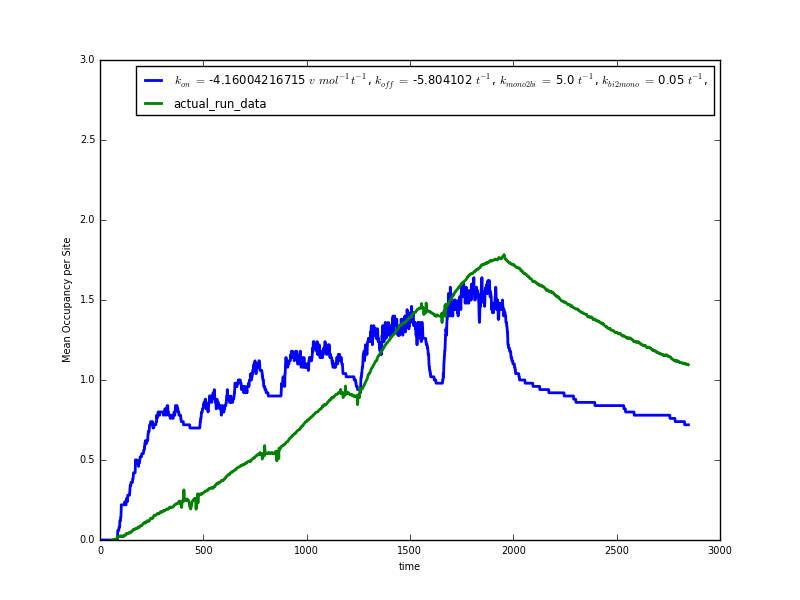 3.0
k_on = -4.16004216715 v mol^-1 t^-1, k_off = -5.804102 t^-1, k_mono2bi = 5.0 t^-1, k_bi2mono = 0.05 t^-1,
actual_run_data
2.5
2.0
Mean Occupancy per Site
1.5
1.0
0.5
0.0
0 500 1000 1500 2000 2500 3000
time